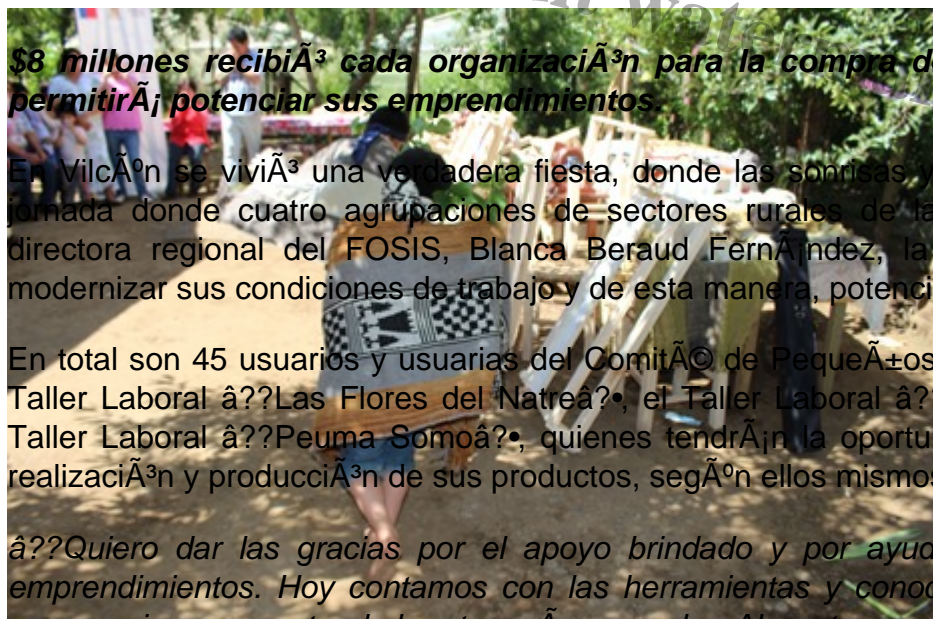 Water
$8 millones recibiÃ³ cada organizaciÃ³n para la compra de
permitirÃ¡ potenciar sus emprendimientos.
En VilcÃºn se viviÃ³ una verdadera fiesta, donde las sonrisas y
jornada donde cuatro agrupaciones de sectores rurales de la
directora regional del FOSIS, Blanca Beraud FernÃ¡ndez, las
modernizar sus condiciones de trabajo y de esta manera, potenci
En total son 45 usuarios y usuarias del ComitÃ© de PequeÃ±os
Taller Laboral â??Las Flores del Natreâ?•, el Taller Laboral â?
Taller Laboral â??Peuma Somoâ?•, quienes tendrÃ¡n la oportu
realizaciÃ³n y producciÃ³n de sus productos, segÃºn ellos mismos
â??Quiero dar las gracias por el apoyo brindado y por ayud
emprendimientos. Hoy contamos con las herramientas y conoc